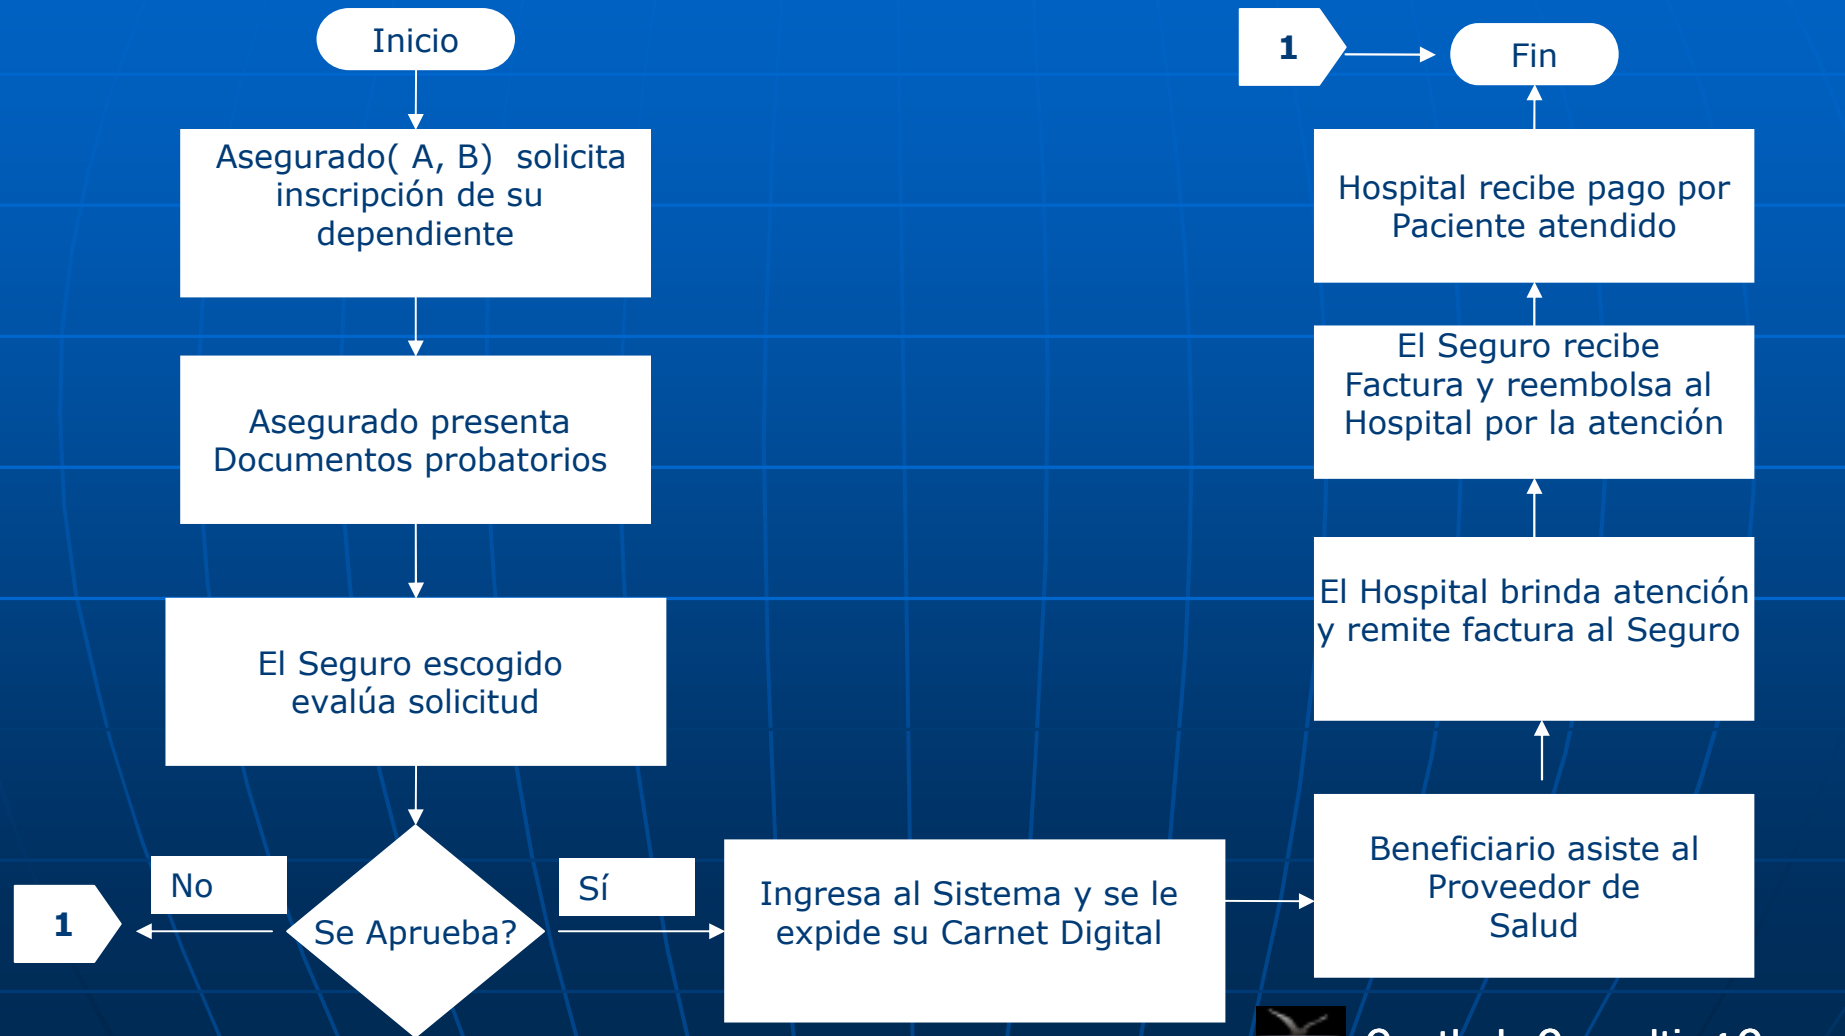 Inicio
Asegurado( A, B) solicita
inscripción de su
dependiente
Asegurado presenta
Documentos probatorios
El Seguro escogido
evalúa solicitud
Se Aprueba?
No
1
Sí
Ingresa al Sistema y se le
expide su Carnet Digital
Beneficiario asiste al
Proveedor de
Salud
El Hospital brinda atención
y remite factura al Seguro
El Seguro recibe
Factura y reembolsa al
Hospital por la atención
Hospital recibe pago por
Paciente atendido
1
Fin